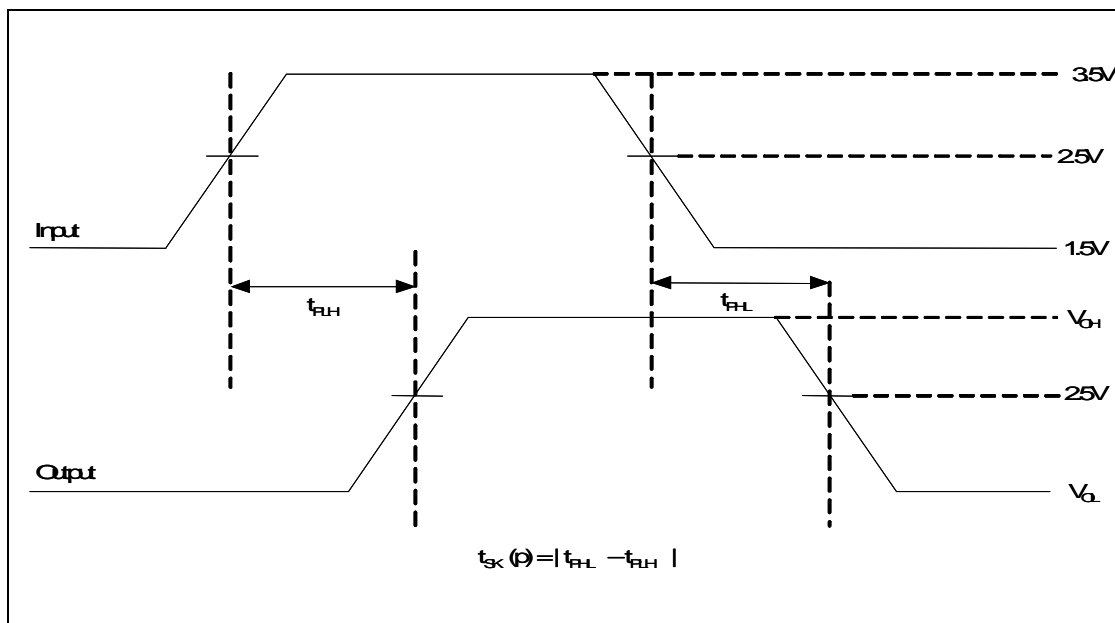 3.5V
2.5V
Input
1.5V
tPLH
tPHL
VOH
2.5V
Output
VOL
tSK(p)=| tPHL – tPLH |